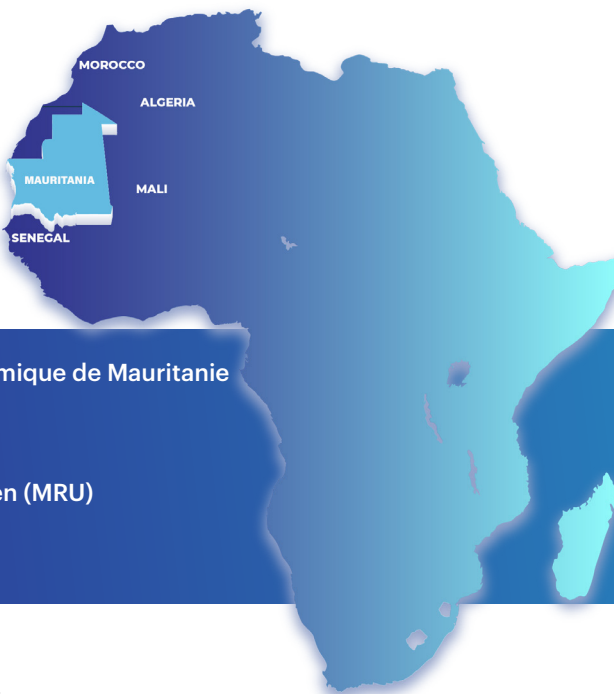 MOROCCO
ALGERIA
MAURITANIA
MALI
SENEGAL
mique de Mauritanie
en (MRU)